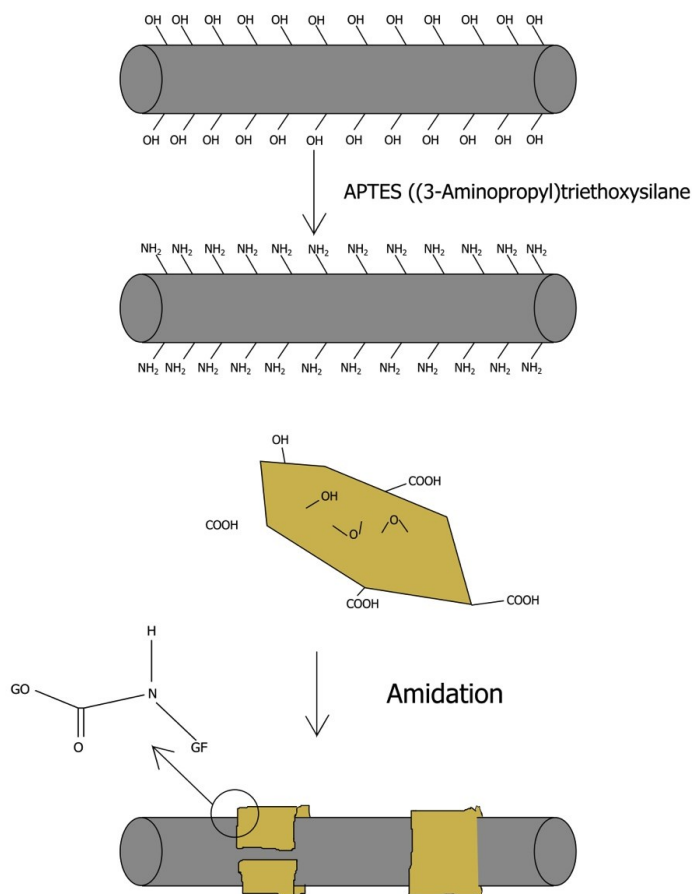 OH OH OH OH OH OH OH OH OH OH OH OH
OH OH OH OH OH OH OH OH OH OH OH OH
APTES ((3-Aminopropyl)triethoxysilane
NH₂ NH₂ NH₂ NH₂ NH₂ NH₂ NH₂ NH₂ NH₂ NH₂ NH₂ NH₂
NH₂ NH₂ NH₂ NH₂ NH₂ NH₂ NH₂ NH₂ NH₂ NH₂ NH₂ NH₂
OH
COOH
OH
COOH
O
O
COOH
COOH
H
GO
N
Amidation
O
GF